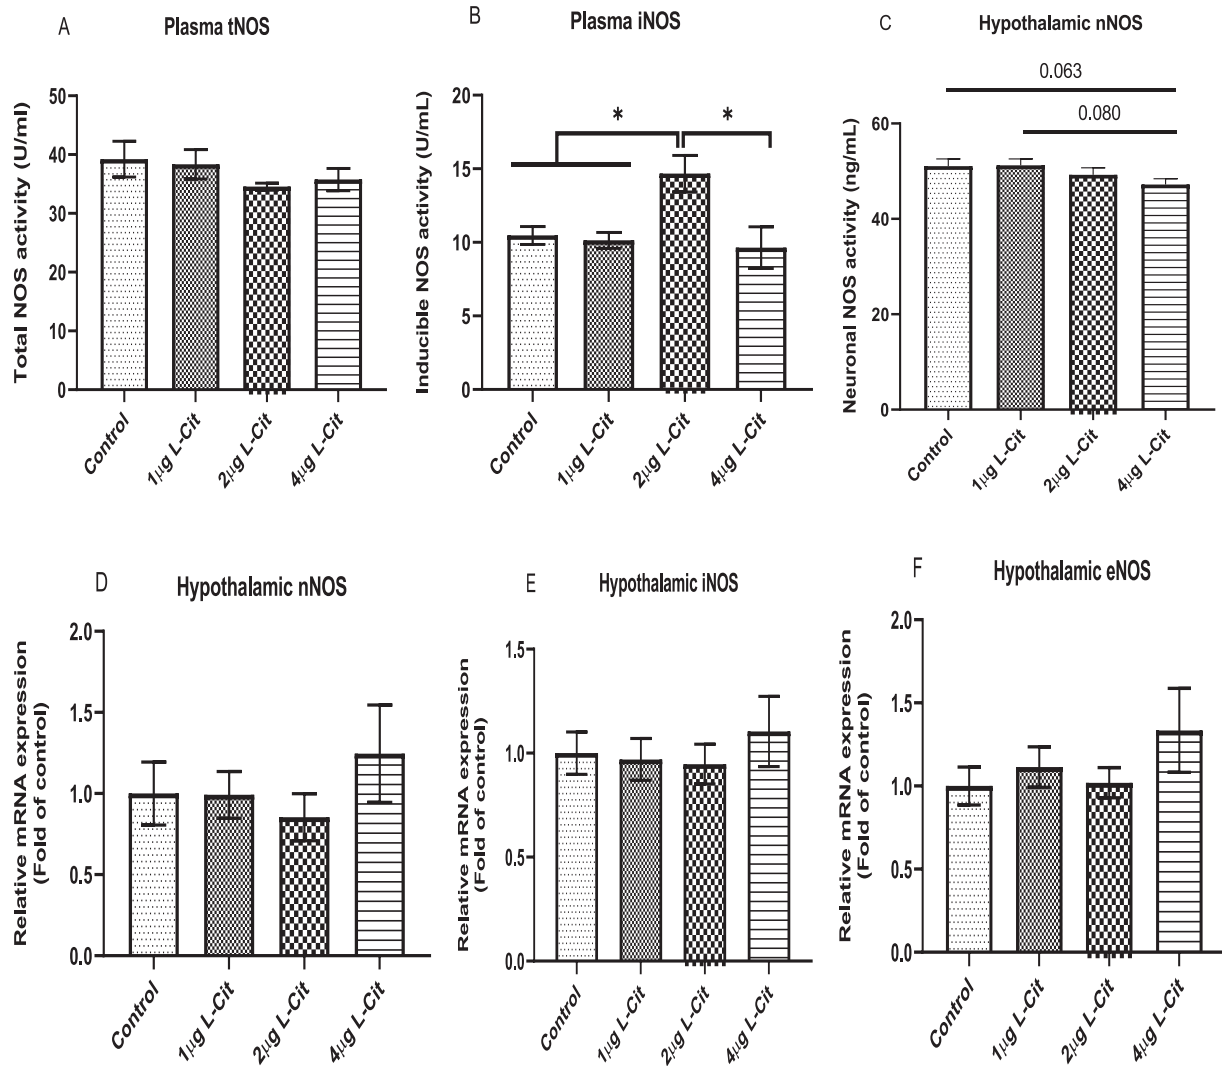 A
Plasma tNOS
Total NOS activity (U/ml)
50
40
30
20
10
0
Control
1μg L-Cit
2μg L-Cit
4μg L-Cit
B
Plasma iNOS
Inducible NOS activity (U/mL)
20
15
10
5
0
*
*
Control
1μg L-Cit
2μg L-Cit
4μg L-Cit
C
Hypothalamic nNOS
0.063
0.080
Neuronal NOS activity (ng/mL)
60
40
20
0
Control
1μg L-Cit
2μg L-Cit
4μg L-Cit
D
Hypothalamic nNOS
Relative mRNA expression
(Fold of control)
2.0
1.5
1.0
0.5
0.0
Control
1μg L-Cit
2μg L-Cit
4μg L-Cit
E
Hypothalamic iNOS
Relative mRNA expression
(Fold of control)
1.5
1.0
0.5
0.0
Control
1μg L-Cit
2μg L-Cit
4μg L-Cit
F
Hypothalamic eNOS
Relative mRNA expression
(Fold of control)
2.0
1.5
1.0
0.5
0.0
Control
1μg L-Cit
2μg L-Cit
4μg L-Cit